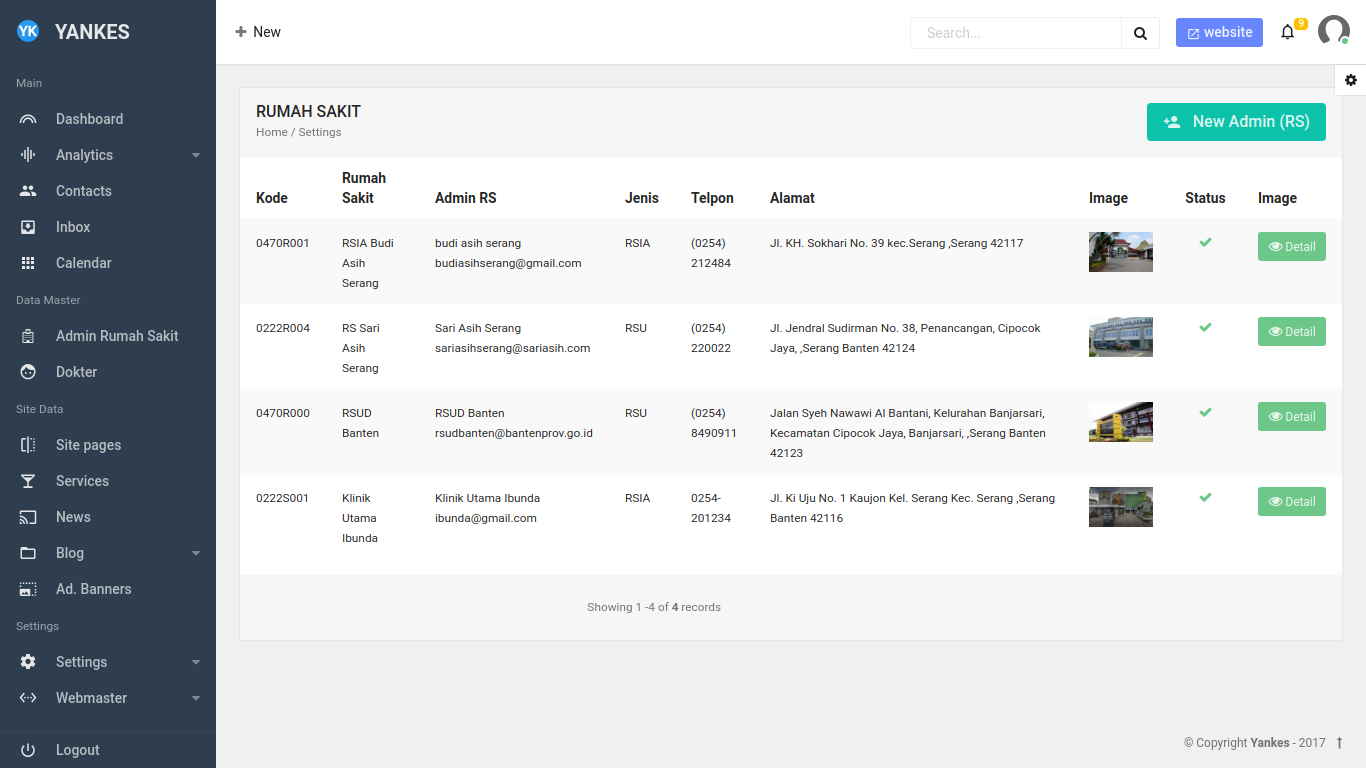 YK YANKES
Main
Dashboard
Analytics
Contacts
Inbox
Calendar
Data Master
Admin Rumah Sakit
Dokter
Site Data
Site pages
Services
News
Blog
Ad. Banners
Settings
Settings
Webmaster
Logout
New
Search...
website
9
RUMAH SAKIT
Home / Settings
New Admin (RS)
Kode Rumah Sakit Admin RS Jenis Telpon Alamat Image Status Image
0470R001 RSIA Budi (0254)
Asih
Serang
budi asih serang
budiasihserang@gmail.com
RSIA
212484
Jl. KH. Sokhari No. 39 kec.Serang ,Serang 42117
Detail
0222R004
RS Sari
Asih
Serang
Sari Asih Serang
sariasihserang@sariasih.com
RSU
(0254)
220022
Jl. Jendral Sudirman No. 38, Penancangan, Cipocok
Jaya, ,Serang Banten 42124
Detail
0470R000
RSUD
Banten
RSUD Banten
rsudbanten@bantenprov.go.id
RSU
(0254)
8490911
Jalan Syeh Nawawi Al Bantani, Kelurahan Banjarsari,
Kecamatan Cipocok Jaya, Banjarsari, ,Serang Banten
42123
Detail
0222S001
Klinik
Utama
Ibunda
Klinik Utama Ibunda
ibunda@gmail.com
RSIA
0254-
201234
Jl. Ki Uju No. 1 Kaujon Kel. Serang Kec. Serang ,Serang
Banten 42116
Detail
Showing 1 -4 of 4 records
© Copyright Yankes - 2017